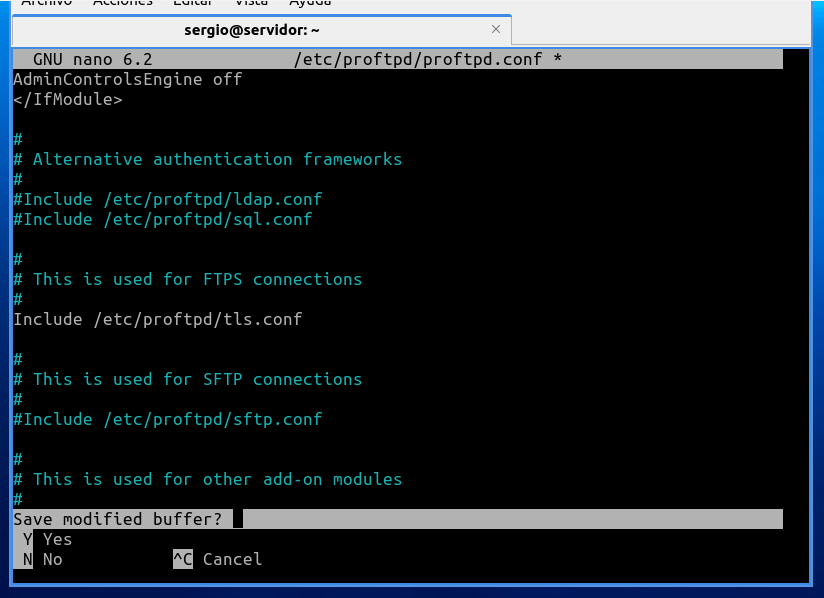 Archivo Acciones Editar Vista Ayuda
sergio@servidor: ~ ×
GNU nano 6.2 /etc/proftpd/proftpd.conf *
AdminControlsEngine off
</IfModule>
#
# Alternative authentication frameworks
#
#Include /etc/proftpd/ldap.conf
#Include /etc/proftpd/sql.conf
#
# This is used for FTPS connections
#
Include /etc/proftpd/tls.conf
#
# This is used for SFTP connections
#
#Include /etc/proftpd/sftp.conf
#
# This is used for other add-on modules
#
Save modified buffer?
Y Yes
N No ^C Cancel